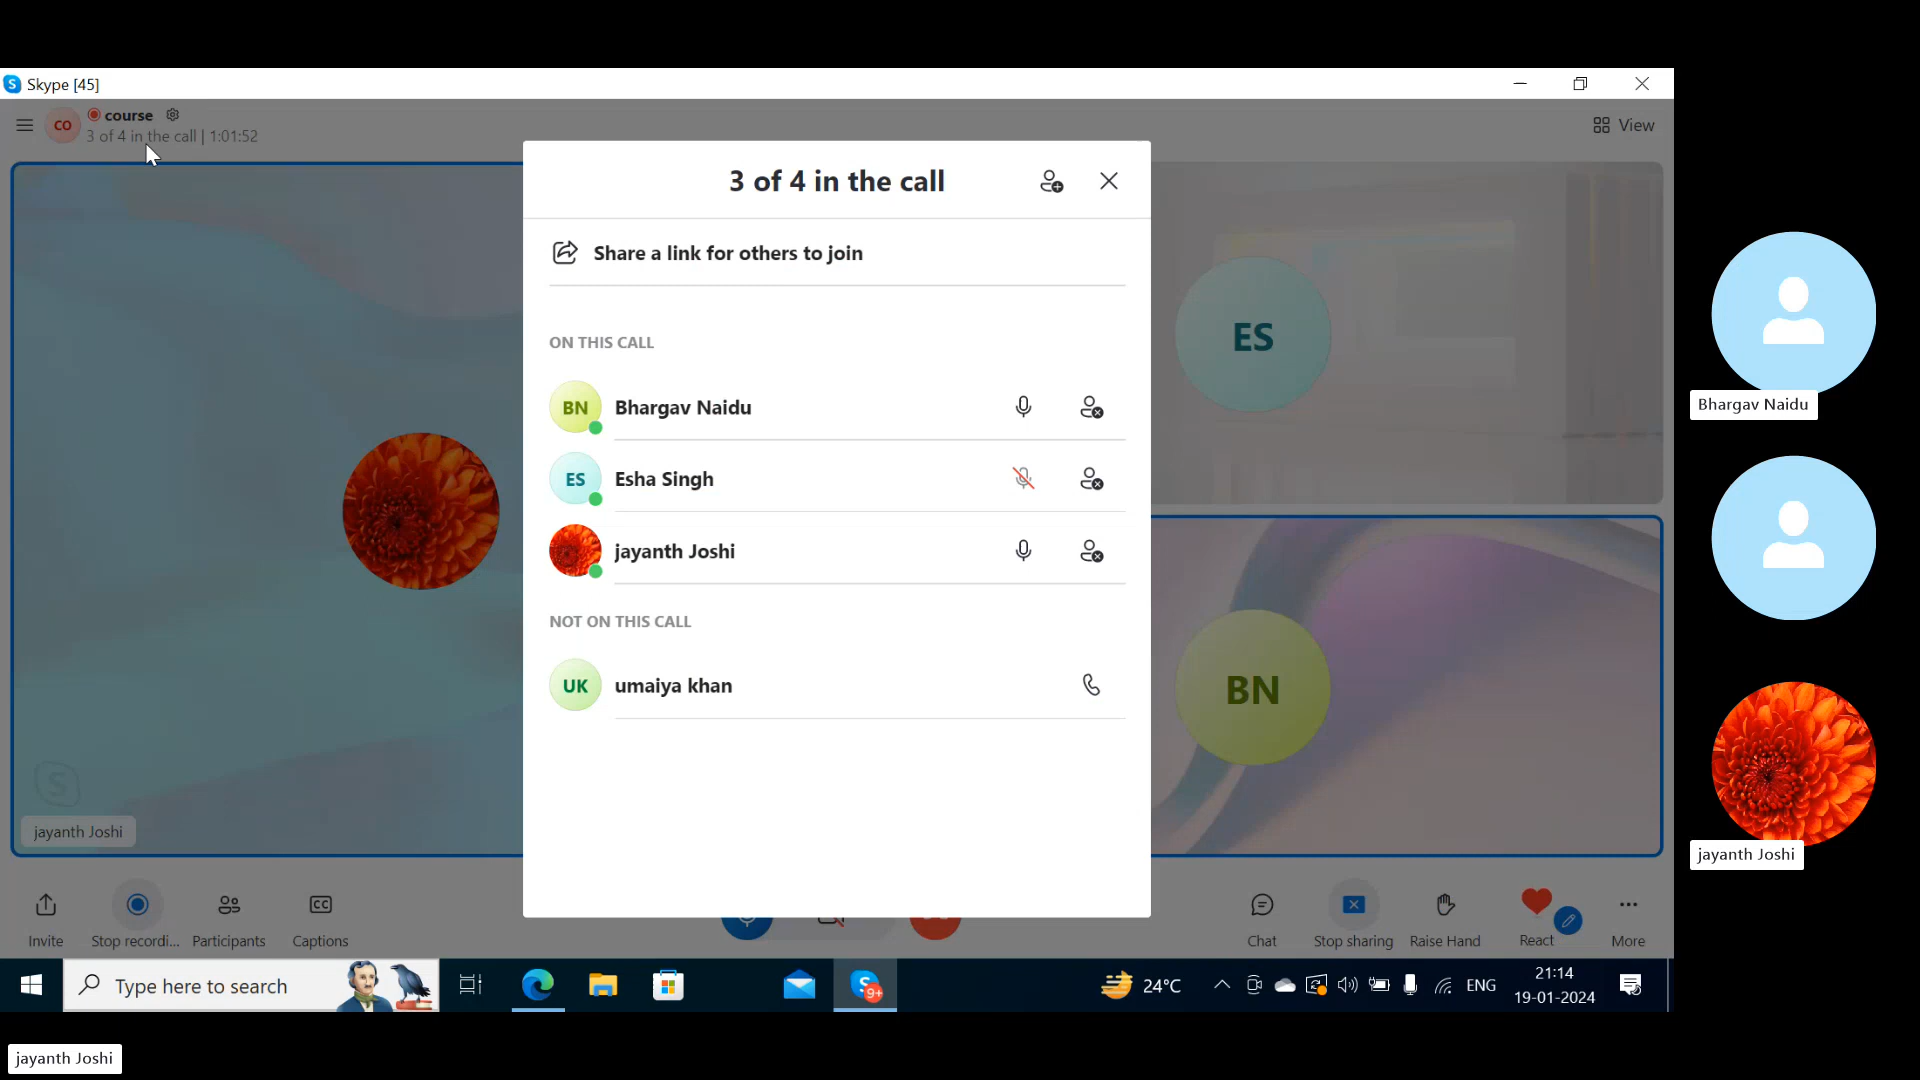 Skype [45]
CO
course
3 of 4 in the call | 1:01:52
View
3 of 4 in the call
Share a link for others to join
ON THIS CALL
BN
Bhargav Naidu
ES
Esha Singh
jayanth Joshi
NOT ON THIS CALL
UK
umaiya khan
ES
BN
jayanth Joshi
Bhargav Naidu
jayanth Joshi
Invite
Stop recordi...
Participants
CC
Captions
Chat
Stop sharing
Raise Hand
React
More
Type here to search
9+
24°C
ENG
21:14
19-01-2024
jayanth Joshi